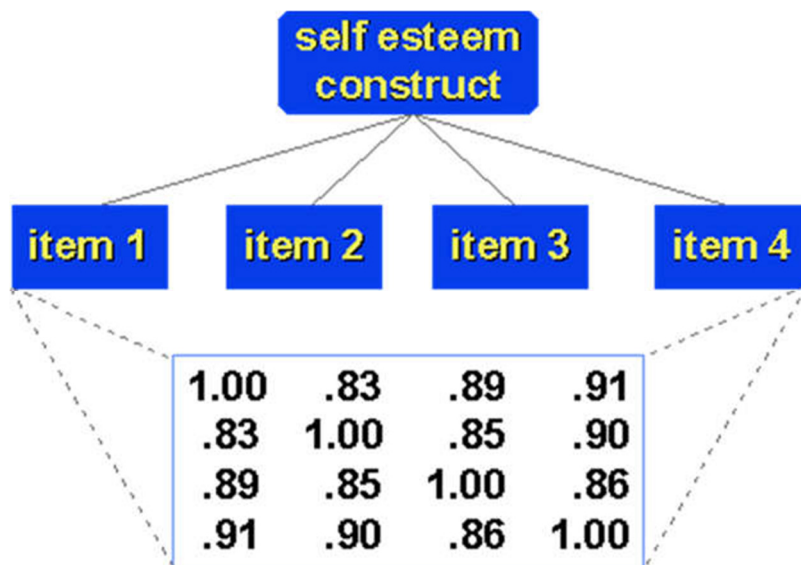 self esteem
construct
item 1 item 2 item 3 item 4
1.00 .83 .89 .91
.83 1.00 .85 .90
.89 .85 1.00 .86
.91 .90 .86 1.00